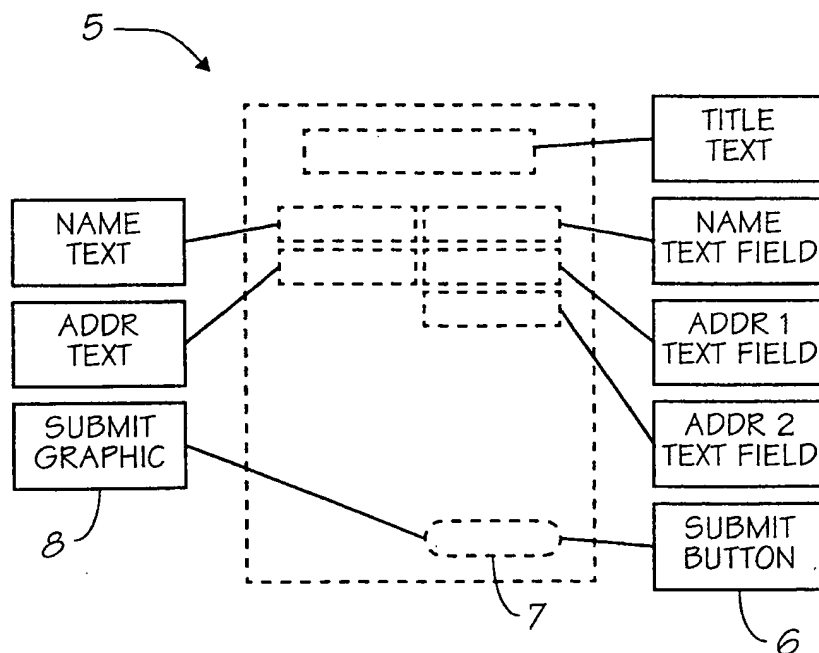 5
TITLE
TEXT
NAME
TEXT
NAME
TEXT FIELD
ADDR
TEXT
ADDR 1
TEXT FIELD
SUBMIT
GRAPHIC
ADDR 2
TEXT FIELD
SUBMIT
BUTTON
8
7
6